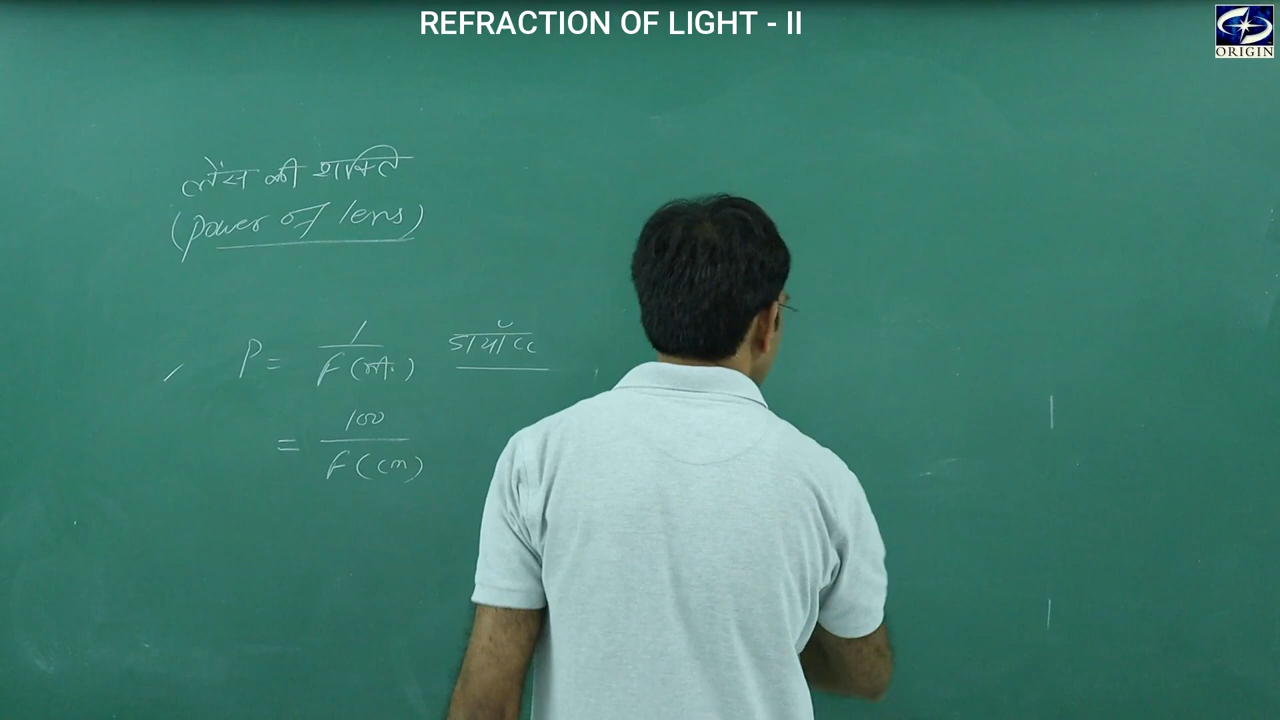 REFRACTION OF LIGHT - II
ORIGIN
लेंस की शक्ति
(Power of lens)
P = 1 / F (मी.) डायॉप्टर
= 100 / F (cm)